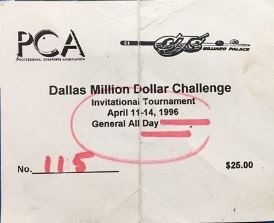 PCA
PROFESSIONAL CUESPORTS ASSOCIATION
BILLIARD PALACE
Dallas Million Dollar Challenge
Invitational Tournament
April 11-14, 1996
General All Day
No. 115
$25.00